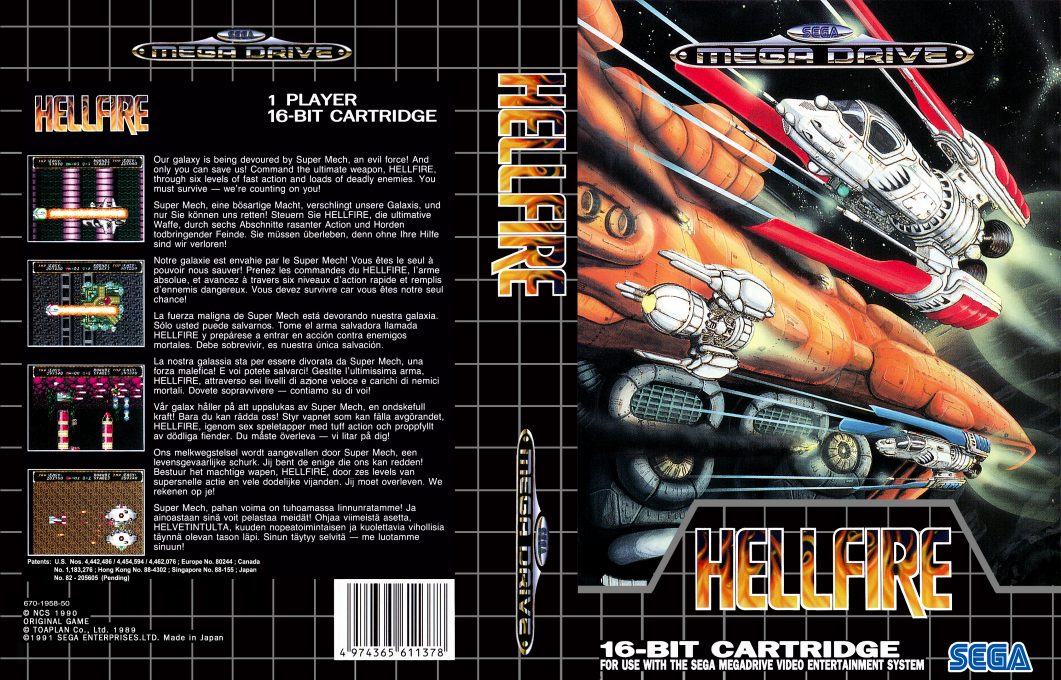 SEGA
MEGA DRIVE
HELLFIRE
1 PLAYER
16-BIT CARTRIDGE
Our galaxy is being devoured by Super Mech, an evil force! And
only you can save us! Command the ultimate weapon, HELLFIRE,
through six levels of fast action and loads of deadly enemies. You
must survive — we're counting on you!
Super Mech, eine bösartige Macht, verschlingt unsere Galaxis, und
nur Sie können uns retten! Steuern Sie HELLFIRE, die ultimative
Waffe, durch sechs Abschnitte rasanter Action und Horden
todbringender Feinde. Sie müssen überleben, denn ohne Ihre Hilfe
sind wir verloren!
Notre galaxie est envahie par le Super Mech! Vous êtes le seul à
pouvoir nous sauver! Prenez les commandes du HELLFIRE, l'arme
absolue, et avancez à travers six niveaux d'action rapide et remplis
d'ennemis dangereux. Vous devez survivre car vous êtes notre seul
chance!
La fuerza maligna de Super Mech está devorando nuestra galaxia.
Sólo usted puede salvarnos. Tome el arma salvadora llamada
HELLFIRE y prepárese a entrar en acción contra enemigos
mortales. Debe sobrevivir, es nuestra única salvación.
La nostra galassia sta per essere divorata da Super Mech, una
forza malefica! E voi potete salvarci! Gestite l'ultimissima arma,
HELLFIRE, attraverso sei livelli di azione veloce e carichi di nemici
mortali. Dovete sopravvivere — contiamo su di voi!
Vår galax håller på att uppslukas av Super Mech, en ondskefull
kraft! Bara du kan rädda oss! Styr vapnet som kan fälla avgörandet,
HELLFIRE, igenom sex speletapper med tuff action och proppfyllt
av dödliga fiender. Du måste överleva — vi litar på dig!
Ons melkwegstelsel wordt aangevallen door Super Mech, een
levensgevaarlijke schurk. Jij bent de enige die ons kan redden!
Bestuur het machtige wapen, HELLFIRE, door zes levels van
supersnelle actie en vele dodelijke vijanden. Jij moet overleven. We
rekenen op je!
Super Mech, pahan voima on tuhoamassa linnunratamme! Ja
ainoastaan sinä voit pelastaa meidät! Ohjaa viimeistä asetta,
HELVETINTULTA, kuuden nopeatoimintaisen ja kuolettavia vihollisia
täynnä olevan tason läpi. Sinun täytyy selvitä — me luotamme
sinuun!
Patents: U.S. Nos. 4,442,486 / 4,454,594 / 4,462,076 ; Europe No. 80244 ; Canada
No. 1,183,276 ; Hong Kong No. 88-4302 ; Singapore No. 88-155 ; Japan
No. 82 - 205605 (Pending)
670-1958-50
© NCS 1990
ORIGINAL GAME
© TOAPLAN Co., Ltd. 1989
©1991 SEGA ENTERPRISES.LTD. Made in Japan
4 974365 611378
HELLFIRE
SEGA
MEGA DRIVE
SEGA
MEGA DRIVE
HELLFIRE
16-BIT CARTRIDGE
FOR USE WITH THE SEGA MEGADRIVE VIDEO ENTERTAINMENT SYSTEM
SEGA